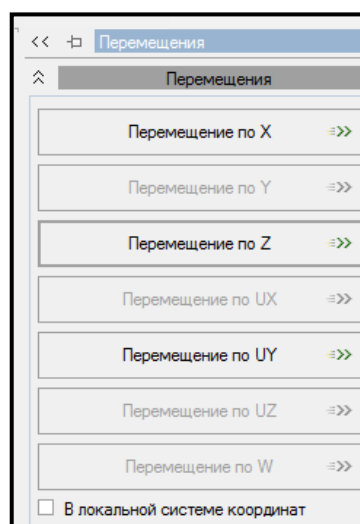 << Перемещения
Перемещения
Перемещение по X
Перемещение по Y
Перемещение по Z
Перемещение по UX
Перемещение по UY
Перемещение по UZ
Перемещение по W
В локальной системе координат